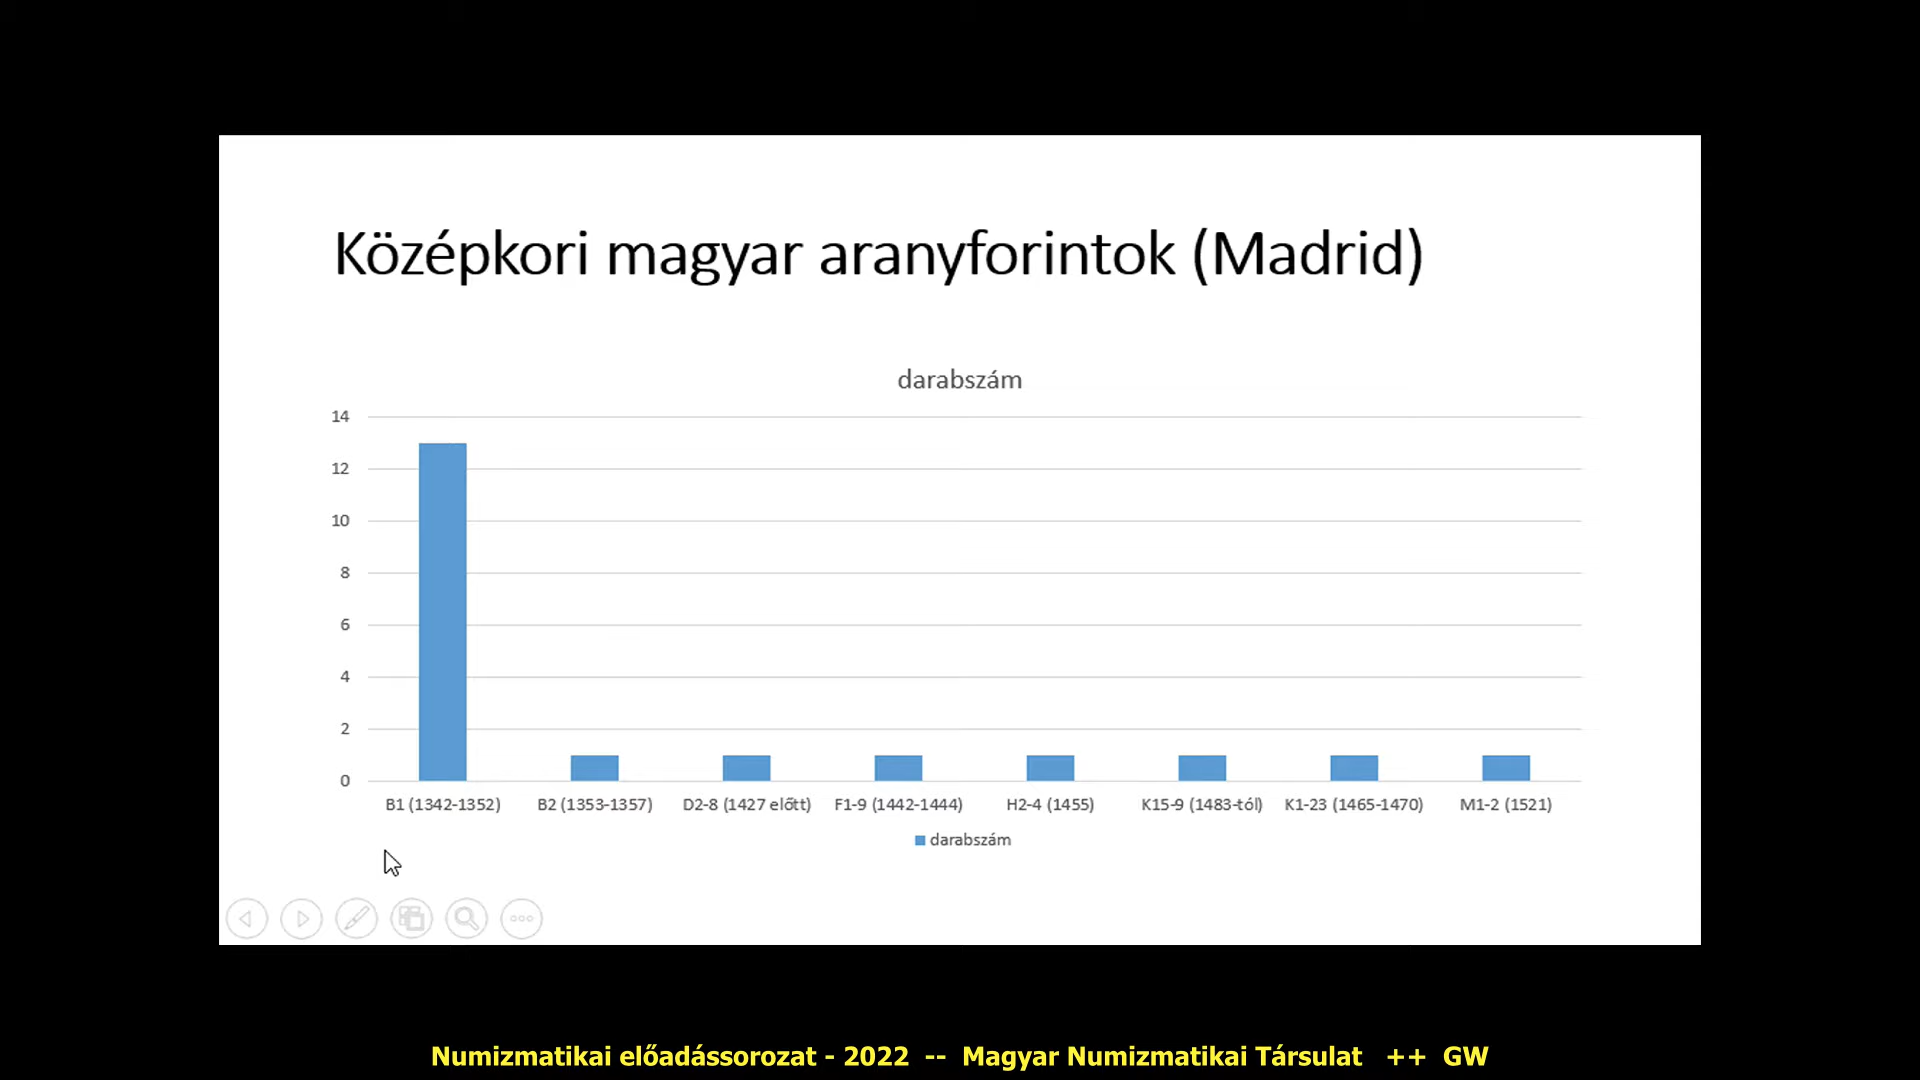 Középkori magyar aranyforintok (Madrid)
darabszám
14
12
10
8
6
4
2
0
B1 (1342-1352) B2 (1353-1357) D2-8 (1427 előtt) F1-9 (1442-1444) H2-4 (1455) K15-9 (1483-tól) K1-23 (1465-1470) M1-2 (1521)
darabszám
Numizmatikai előadássorozat - 2022 -- Magyar Numizmatikai Társulat ++ GW